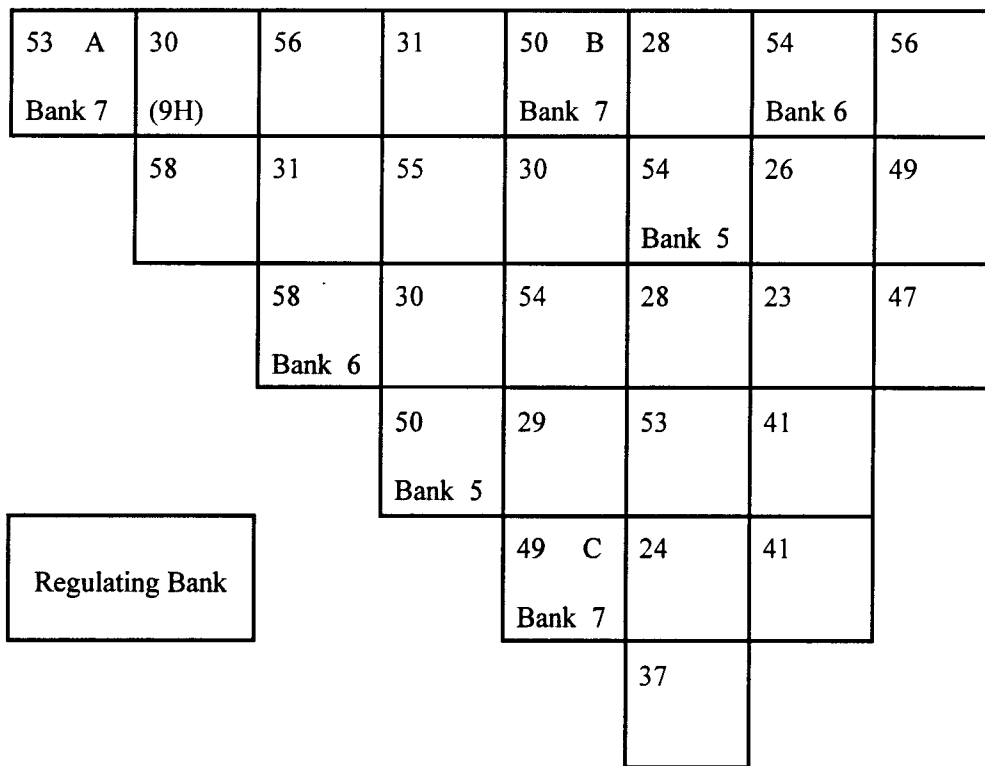 53 A 30 56 31 50 B 28 54 56
Bank 7 (9H) Bank 7 Bank 6
58 31 55 30 54 26 49
Bank 5
58 30 54 28 23 47
Bank 6
50 29 53 41
Bank 5
49 C 24 41
Regulating Bank
Bank 7
37